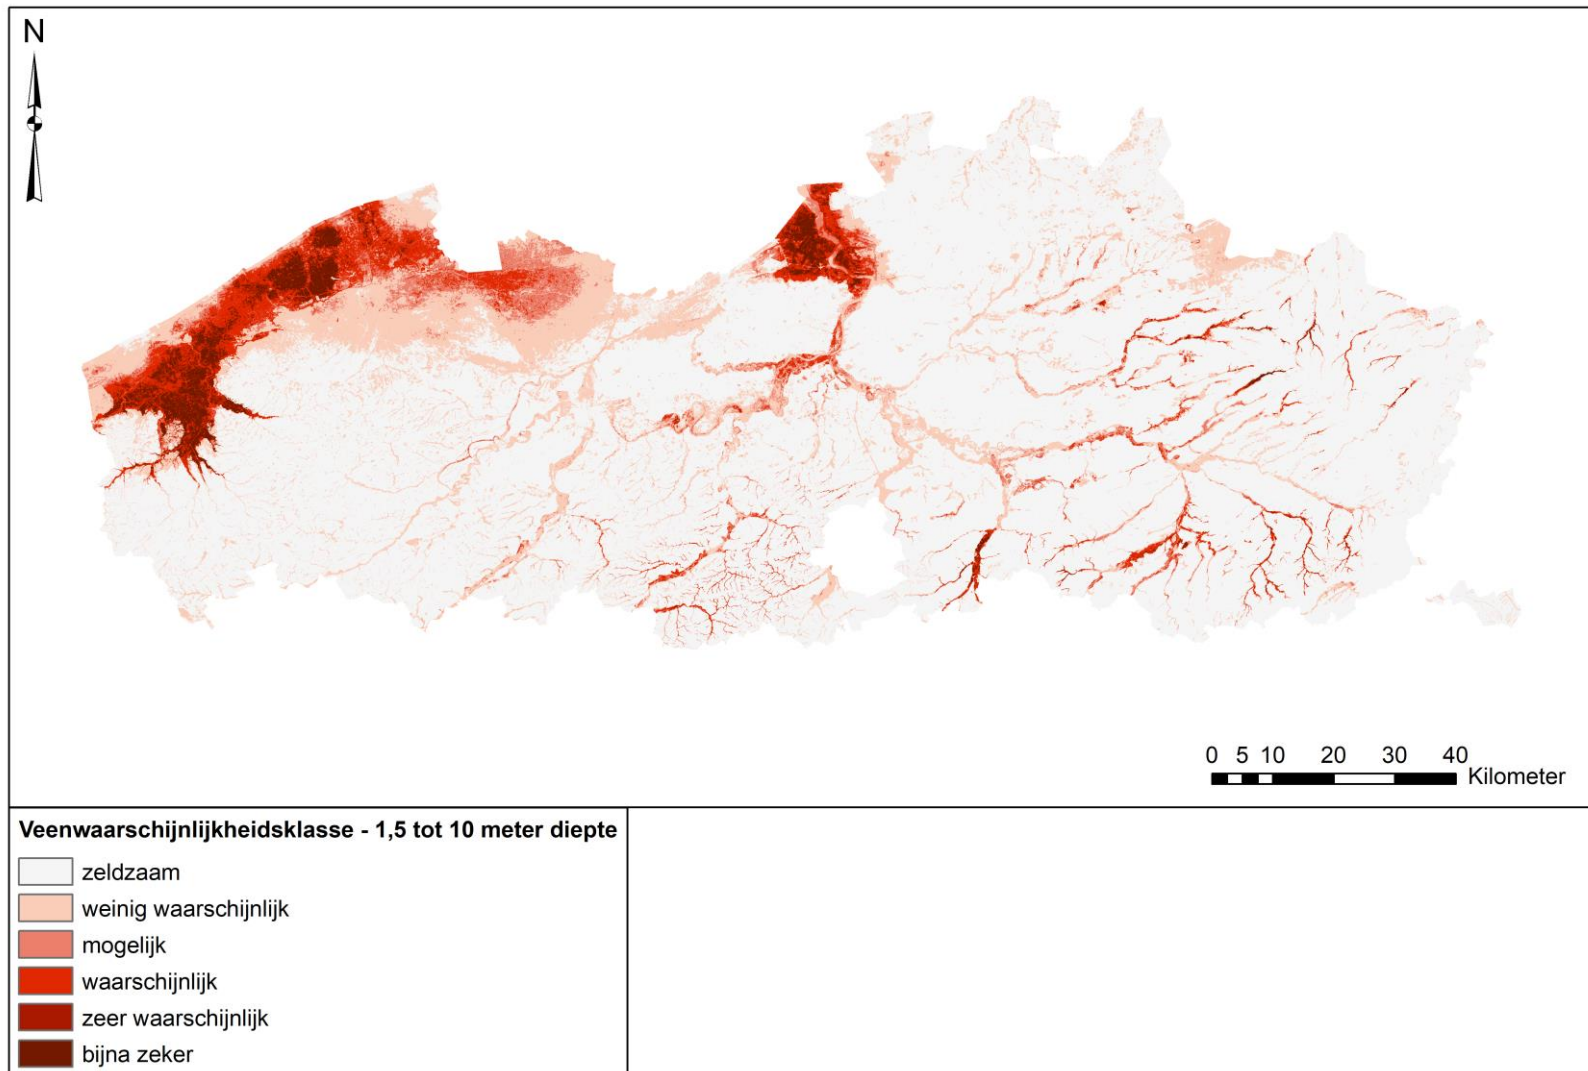 N
0 5 10 20 30 40
Kilometer
Veenwaarschijnlijkheidsklasse - 1,5 tot 10 meter diepte
zeldzaam
weinig waarschijnlijk
mogelijk
waarschijnlijk
zeer waarschijnlijk
bijna zeker